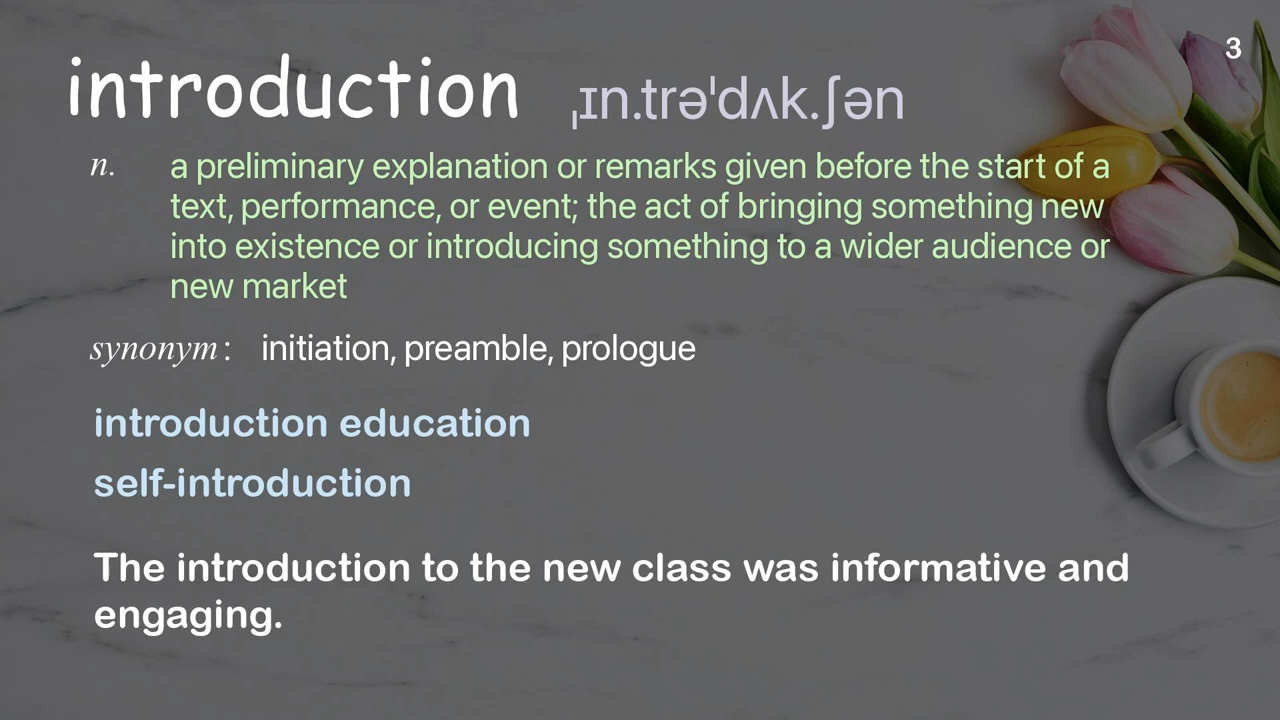 3
introduction ˌɪn.trəˈdʌk.ʃən
n. a preliminary explanation or remarks given before the start of a
text, performance, or event; the act of bringing something new
into existence or introducing something to a wider audience or
new market
synonym: initiation, preamble, prologue
introduction education
self-introduction
The introduction to the new class was informative and
engaging.